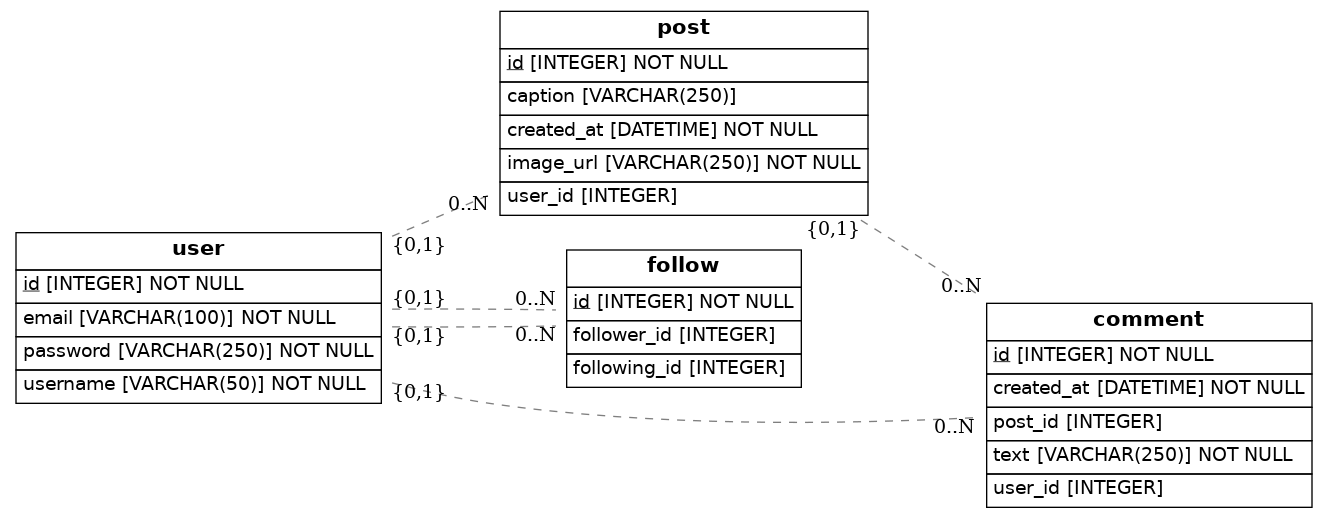 post
id [INTEGER] NOT NULL
caption [VARCHAR(250)]
created_at [DATETIME] NOT NULL
image_url [VARCHAR(250)] NOT NULL
user_id [INTEGER]
0..N
{0,1}
user
id [INTEGER] NOT NULL
email [VARCHAR(100)] NOT NULL
password [VARCHAR(250)] NOT NULL
username [VARCHAR(50)] NOT NULL
{0,1}
0..N
{0,1}
0..N
{0,1}
follow
id [INTEGER] NOT NULL
follower_id [INTEGER]
following_id [INTEGER]
{0,1}
0..N
comment
id [INTEGER] NOT NULL
created_at [DATETIME] NOT NULL
post_id [INTEGER]
text [VARCHAR(250)] NOT NULL
user_id [INTEGER]
0..N